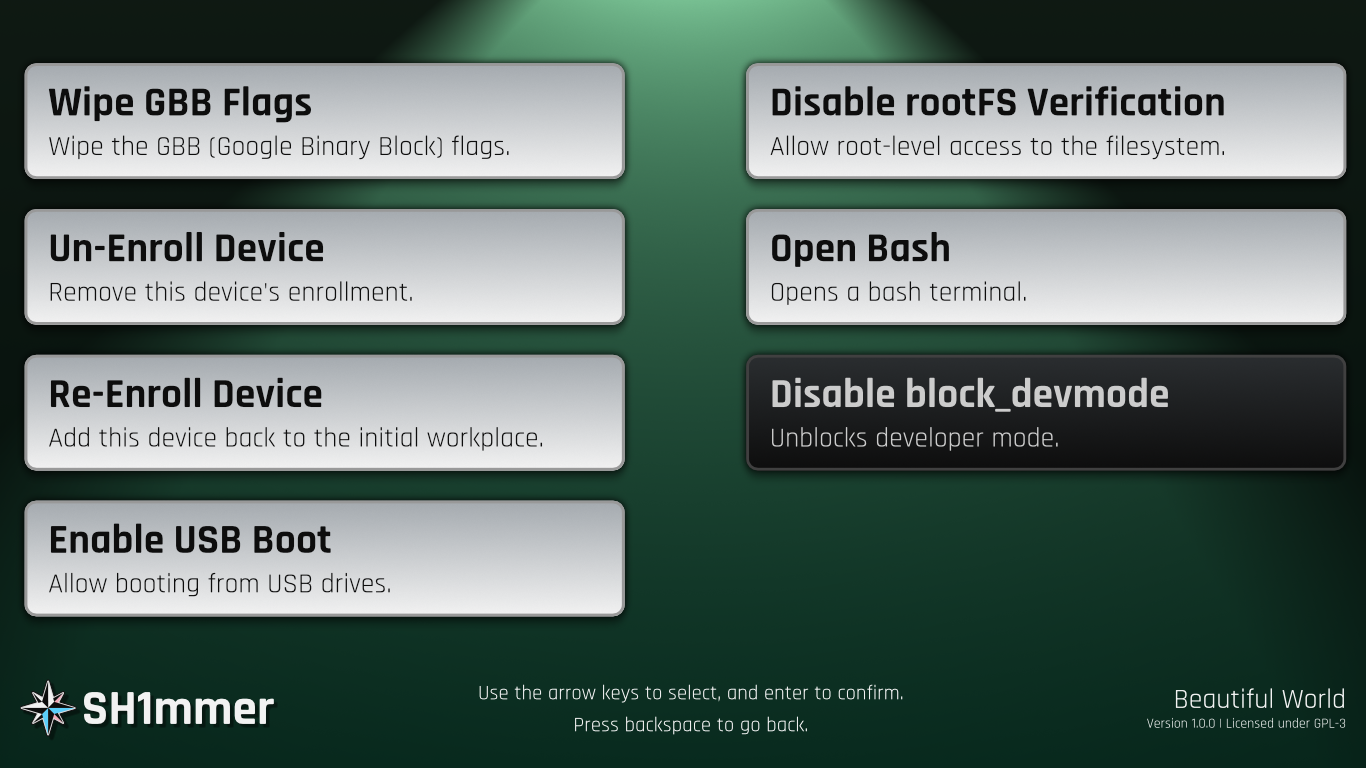 Wipe GBB Flags
Wipe the GBB (Google Binary Block) flags.
Un-Enroll Device
Remove this device's enrollment.
Re-Enroll Device
Add this device back to the initial workplace.
Enable USB Boot
Allow booting from USB drives.
Disable rootFS Verification
Allow root-level access to the filesystem.
Open Bash
Opens a bash terminal.
Disable block_devmode
Unblocks developer mode.
SH1mmer
Use the arrow keys to select, and enter to confirm.
Press backspace to go back.
Beautiful World
Version 1.0.0 | Licensed under GPL-3